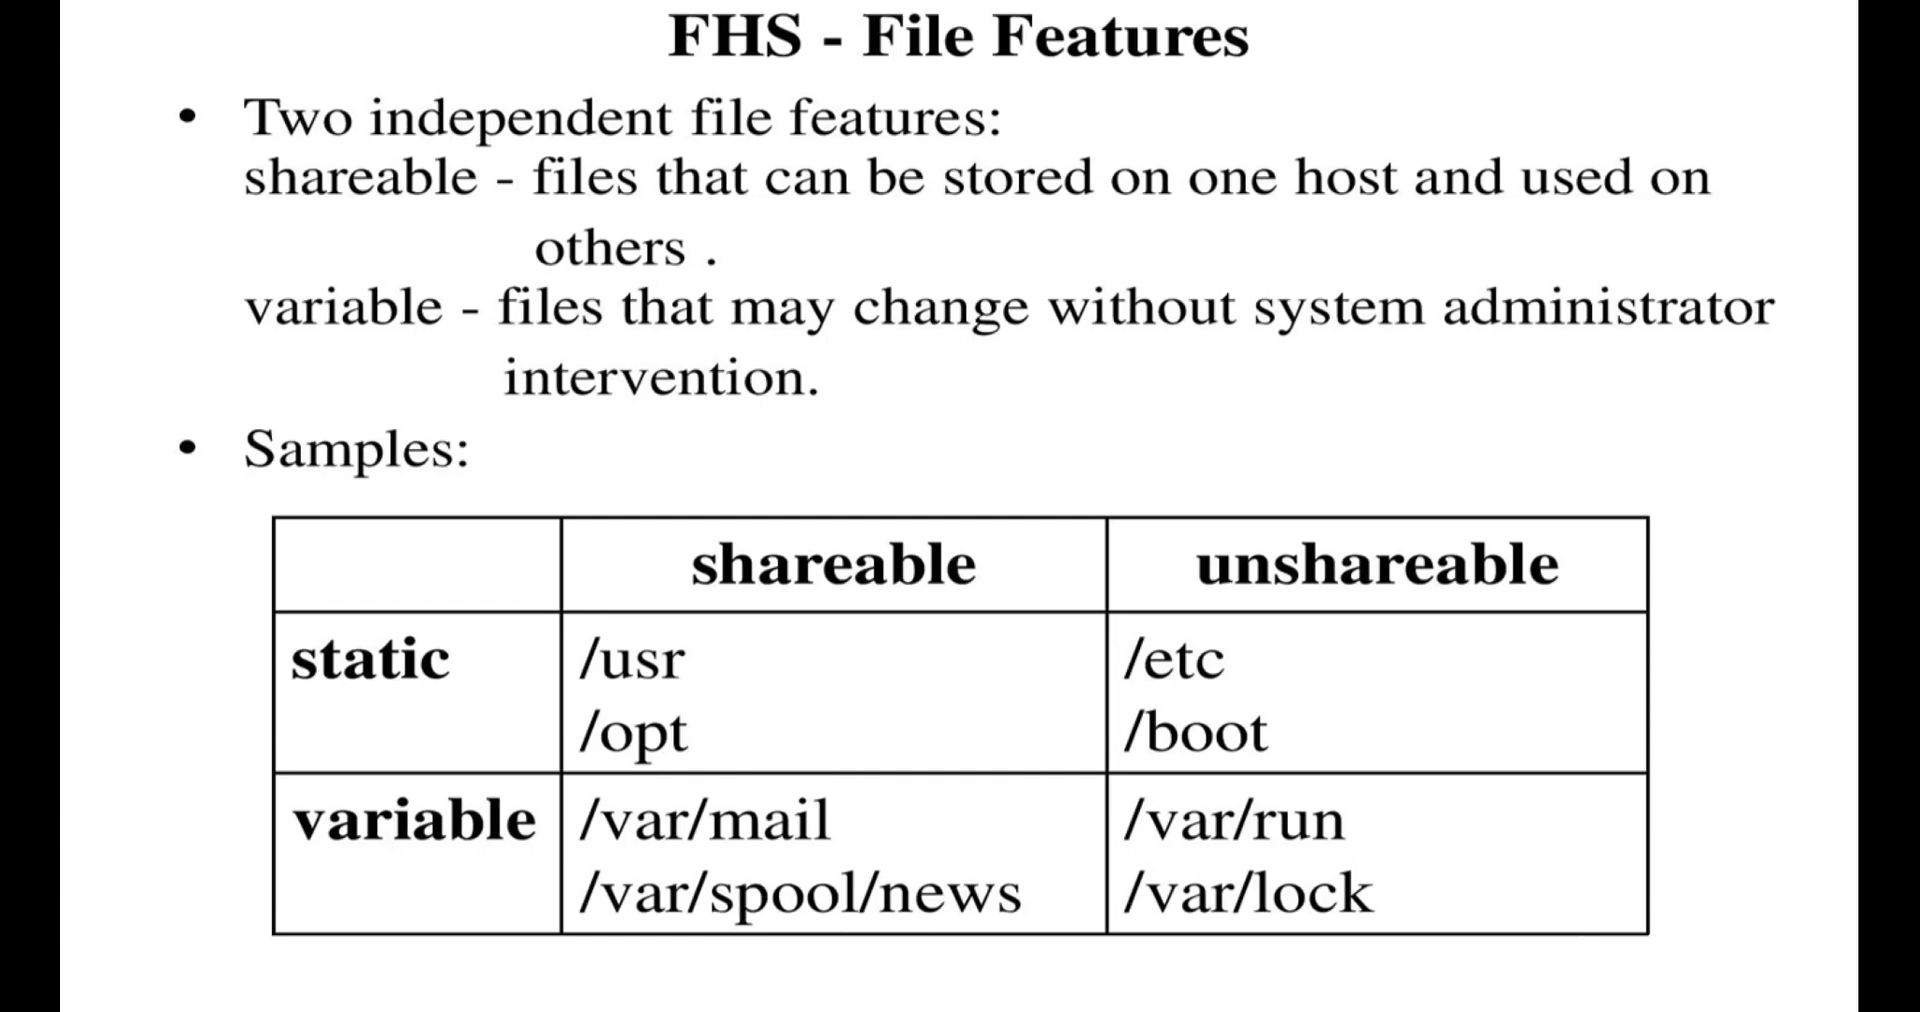 FHS - File Features
• Two independent file features:
shareable - files that can be stored on one host and used on
others .
variable - files that may change without system administrator
intervention.
• Samples:
shareable unshareable
static /usr /etc
/opt /boot
variable /var/mail /var/run
/var/spool/news /var/lock